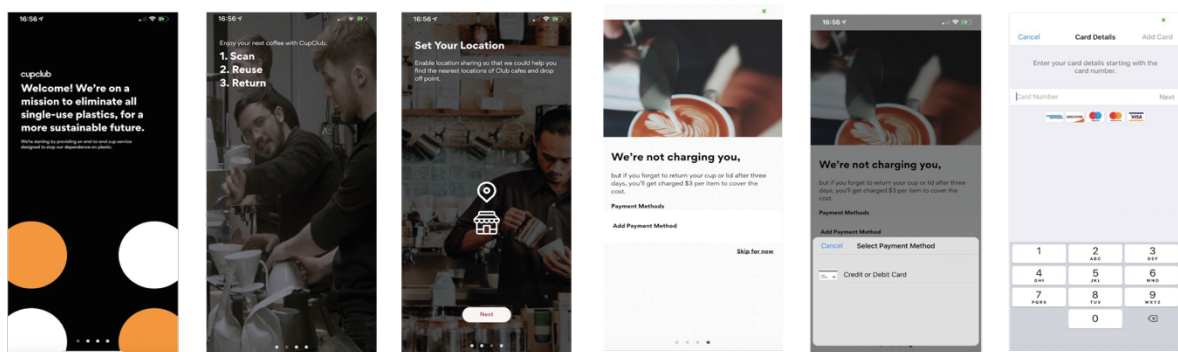 16:56
cupclub
Welcome! We're on a
mission to eliminate all
single-use plastics, for a
more sustainable future.
We're starting by providing an end-to-end cup service
designed to stop our dependence on plastic.
16:56
Enjoy your next coffee with CupClub.
1. Scan
2. Reuse
3. Return
16:56
Set Your Location
Enable location sharing so that we could help you
find the nearest locations of Club cafes and drop
off point.
Next
We're not charging you,
but if you forget to return your cup or lid after three
days, you'll get charged $3 per item to cover the
cost.
Payment Methods
Add Payment Method
Skip for now
16:56
We're not charging you,
but if you forget to return your cup or lid after three
days, you'll get charged $3 per item to cover the
cost.
Payment Methods
Add Payment Method
Cancel Select Payment Method
Credit or Debit Card
Cancel Card Details Add Card
Enter your card details starting with the
card number.
Card Number Next
DISCOVER VISA
1 2 3
ABC DEF
4 5 6
GHI JKL MNO
7 8 9
PQRS TUV WXYZ
0